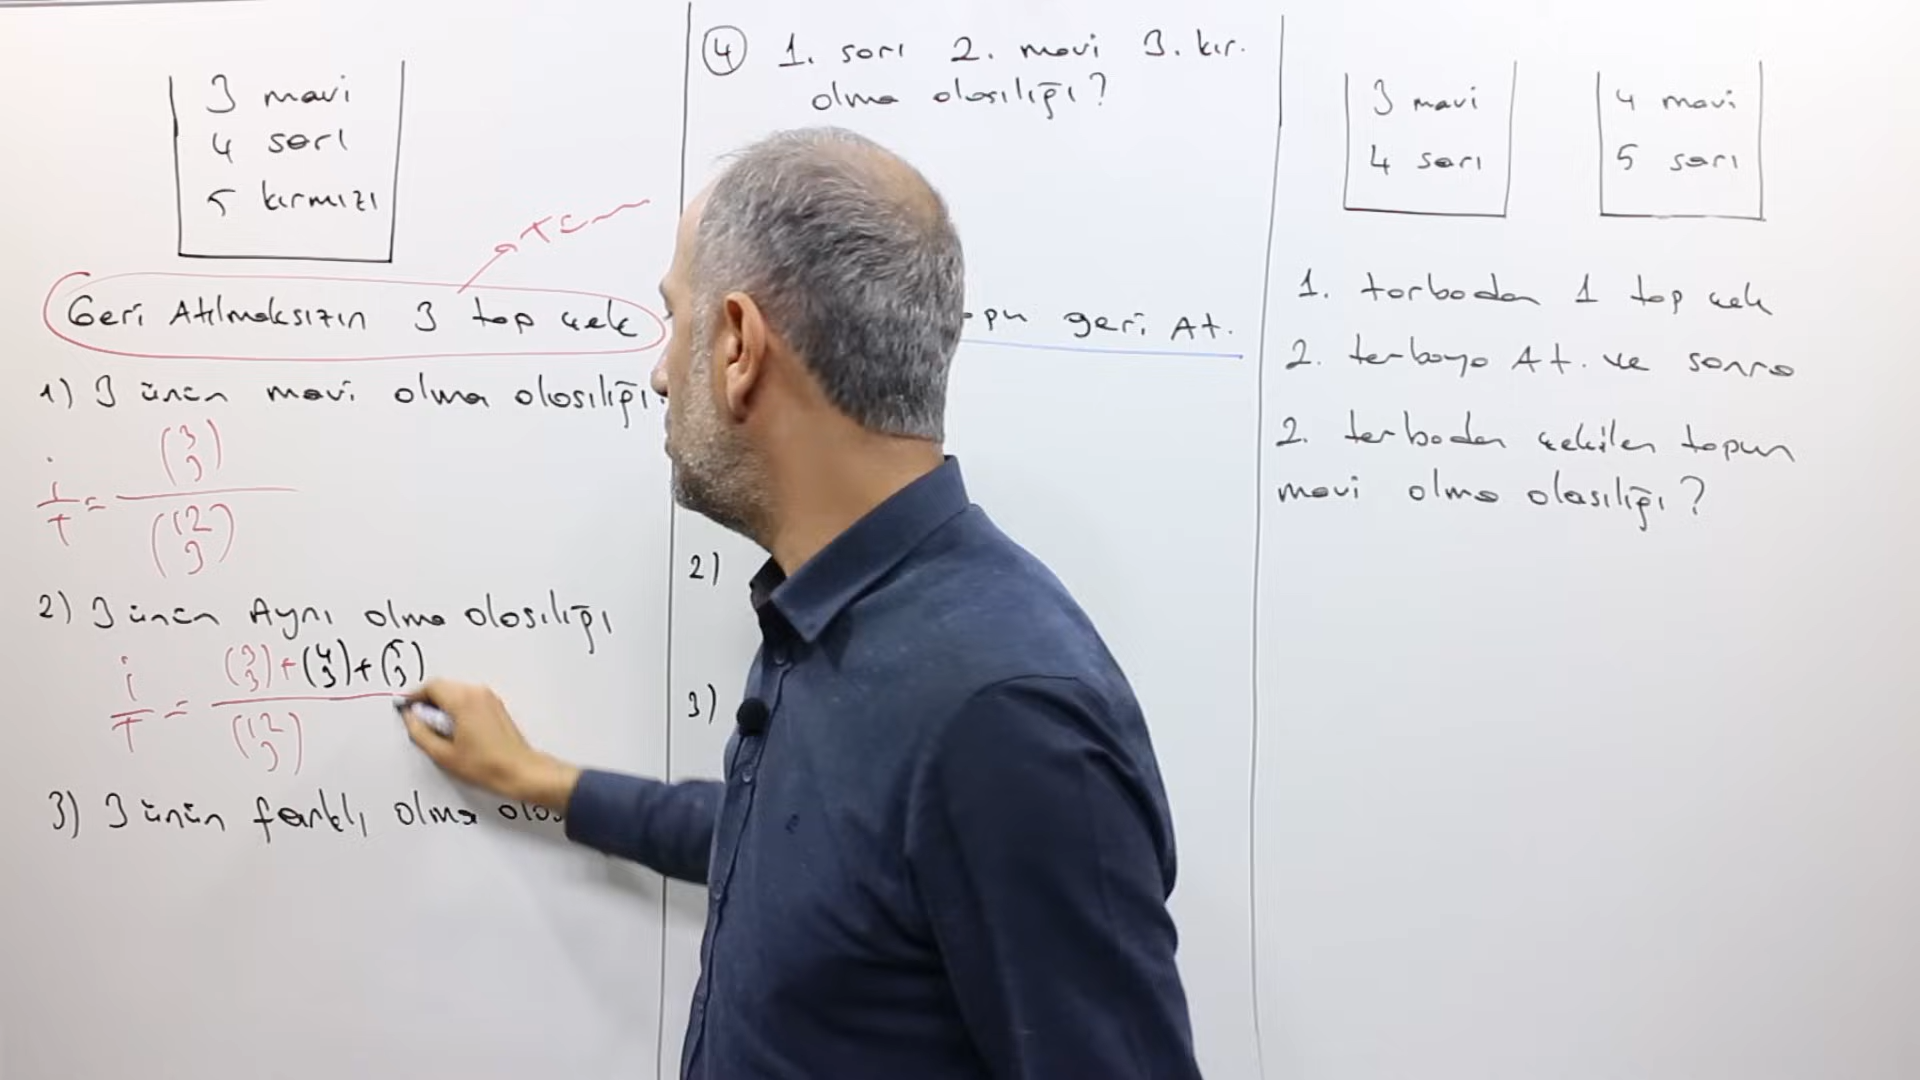 3 mavi
4 sarı
5 kırmızı
T=
Geri Atılmaksızın 3 top çek
1) 3 ünün mavi olma olasılığı
i/T = (3 3) / (12 3)
2) 3 ünün Aynı olma olasılığı
i/T = (3 3) + (4 3) + (5 3) / (12 3)
3) 3 ünün farklı olma olas
4 1. sarı 2. mavi 3. kır.
olma olasılığı?
geri At.
2)
3)
3 mavi
4 sarı
4 mavi
5 sarı
1. torbadan 1 top çek
2. torbaya At. ve sonra
2. torbadan çekilen topun
mavi olma olasılığı?